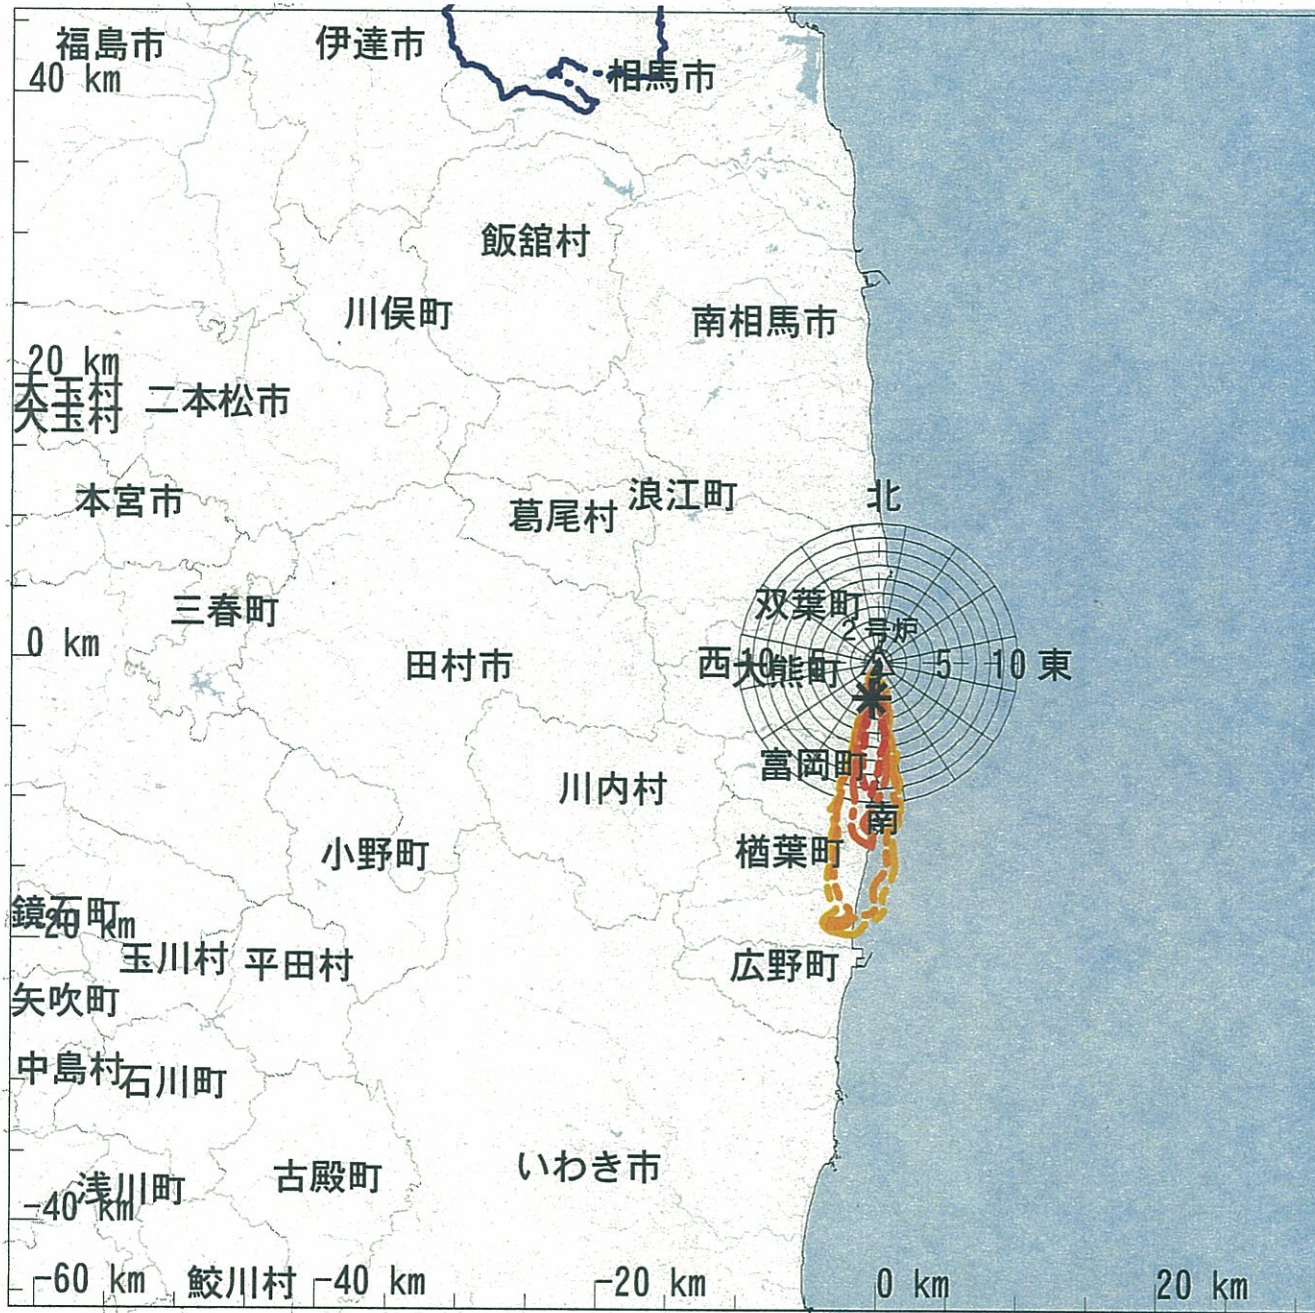 福島市 伊達市
40 km 相馬市
飯舘村
川俣町 南相馬市
20 km
大玉村 二本松市
大玉村
本宮市 葛尾村 浪江町 北
三春町 双葉町
2号炉
0 km 田村市 西 10 5 大熊町 5 10 東
富岡町
川内村
南
小野町 楢葉町
鏡石町
-20 km
玉川村 平田村 広野町
矢吹町
中島村 石川町
いわき市
浅川町 古殿町
-40 km
-60 km 鮫川村 -40 km -20 km 0 km 20 km